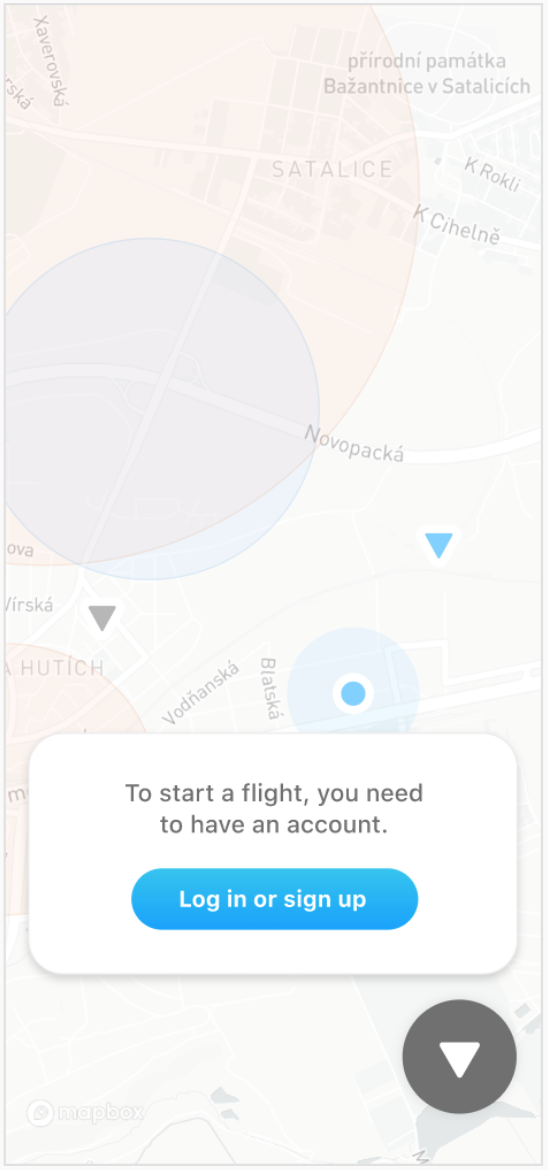 Xaverovská
rská
přírodní památka
Bažantnice v Satalicích
SATALICE
K Rokli
K Cihelně
Novopacká
ova
Vírská
A HUTÍCH
Vodňanská
Blatská
To start a flight, you need
to have an account.
Log in or sign up
mapbox